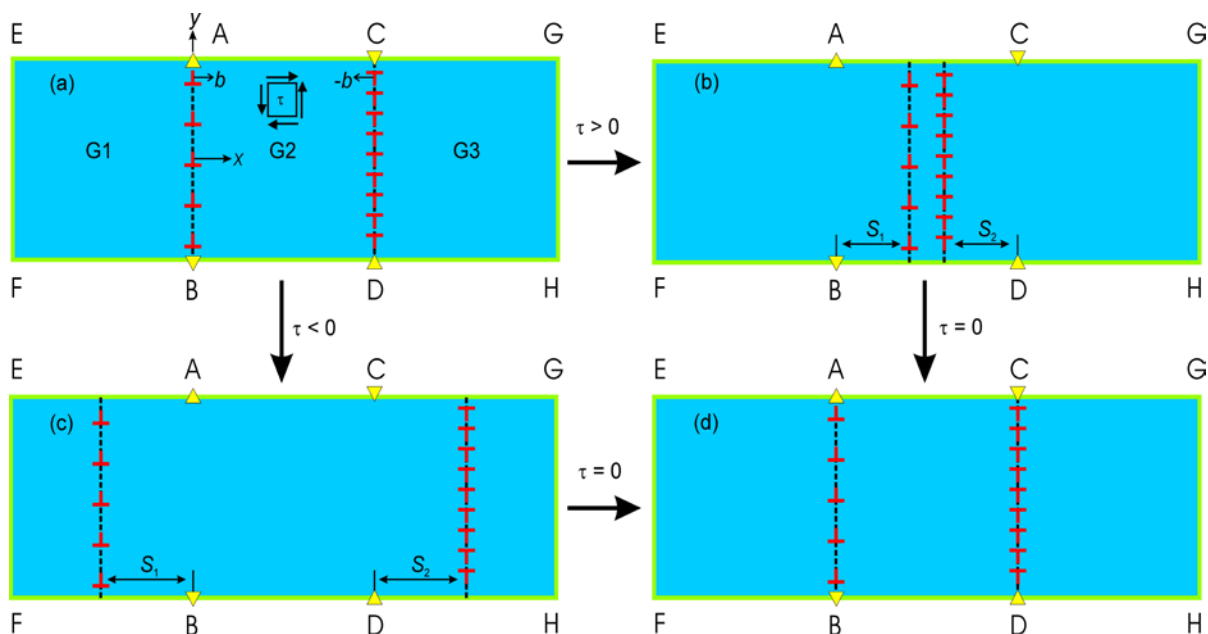 E y A C G
(a) b τ -b
G1 x G2 G3
F B D H
τ > 0
E A C G
(b)
S₁ S₂
F B D H
τ < 0
τ = 0
E A C G
(c)
S₁ S₂
F B D H
τ = 0
E A C G
(d)
F B D H